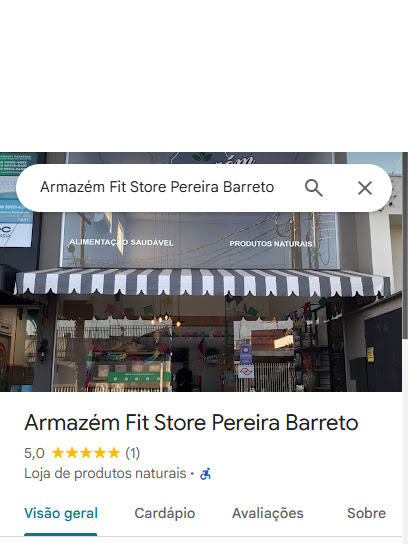 Armazém Fit Store Pereira Barreto
ALIMENTAÇÃO SAUDÁVEL
PRODUTOS NATURAIS
Armazém Fit Store Pereira Barreto
5,0 ★★★★★ (1)
Loja de produtos naturais ·
Visão geral
Cardápio
Avaliações
Sobre